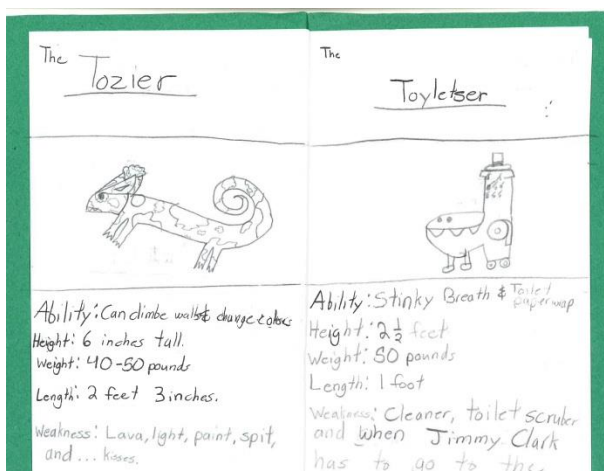 The
Tozier
Ability: Can climbe walls & change colors
Height: 6 inches tall.
Weight: 40-50 pounds
Length: 2 feet 3 inches.
Weakness: Lava, light, paint, spit,
and... kisses.
The
Toyletser
Ability: Stinky Breath & Toilet
paper wap
Height: 2 1/2 feet
Weight: 50 pounds
Length: 1 foot
Weakness: Cleaner, toilet scruber
and when Jimmy Clark
has to go to the